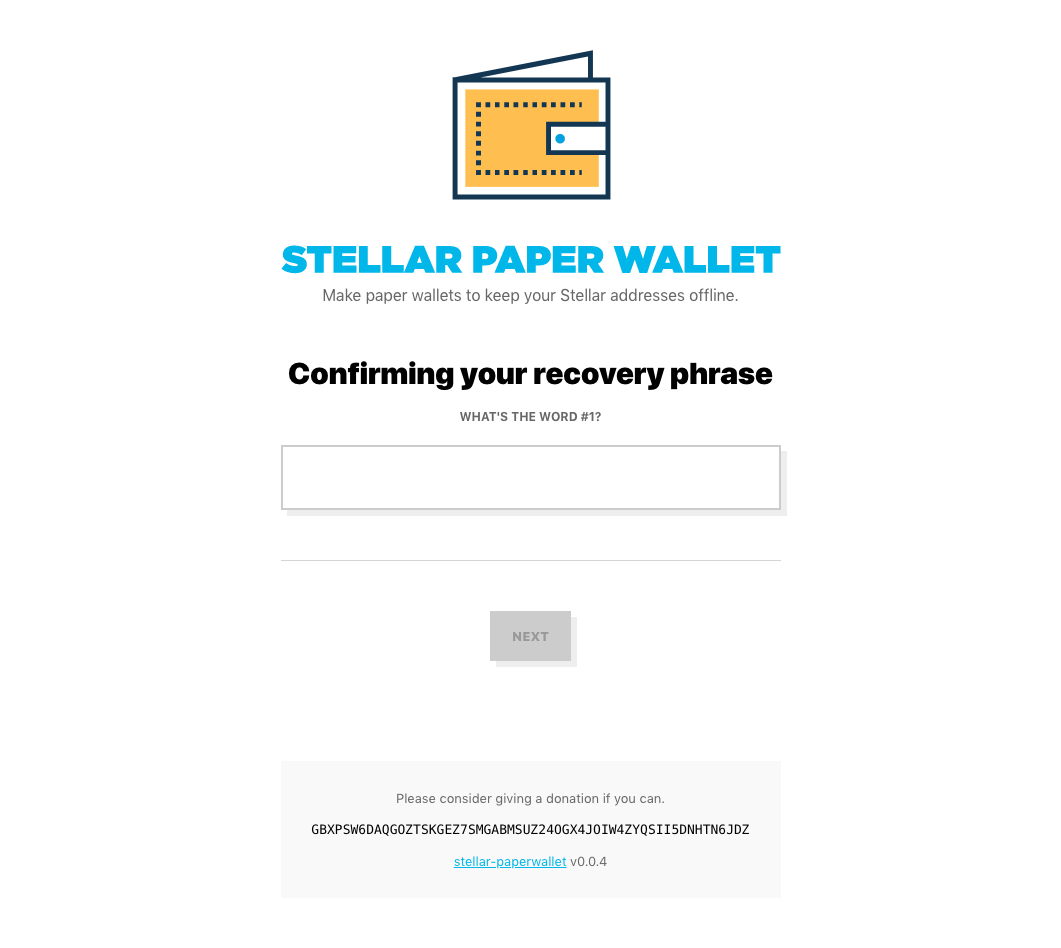 STELLAR PAPER WALLET
Make paper wallets to keep your Stellar addresses offline.
Confirming your recovery phrase
WHAT'S THE WORD #1?
NEXT
Please consider giving a donation if you can.
GBXPSW6DAQGOZTSKGEZ7SMGABMSUZ24OGX4JOIW4ZYQSII5DNHTN6JDZ
stellar-paperwallet v0.0.4